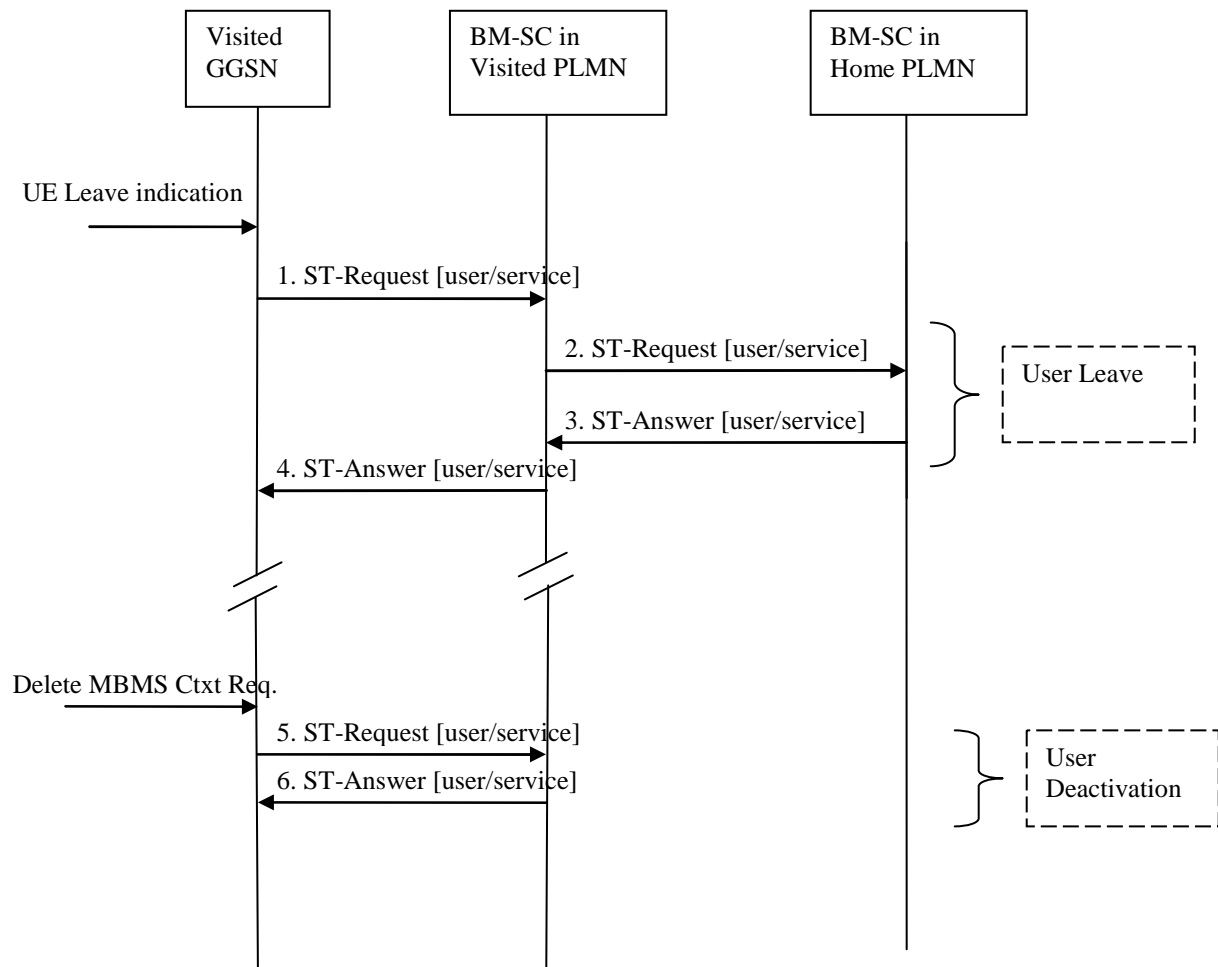 Visited
GGSN
BM-SC in
Visited PLMN
BM-SC in
Home PLMN
UE Leave indication
1. ST-Request [user/service]
2. ST-Request [user/service]
User Leave
3. ST-Answer [user/service]
4. ST-Answer [user/service]
Delete MBMS Ctxt Req.
5. ST-Request [user/service]
6. ST-Answer [user/service]
User
Deactivation